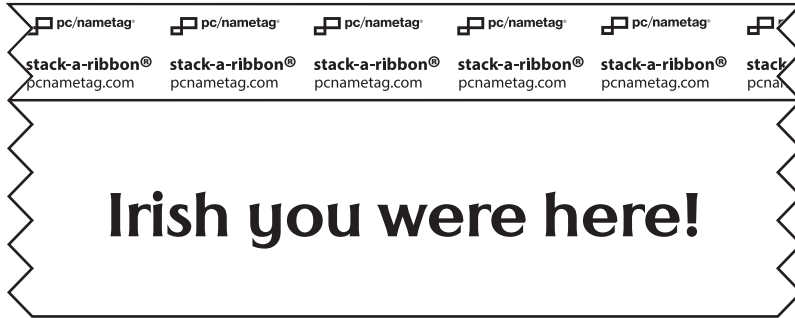 pc/nametag® pc/nametag® pc/nametag® pc/nametag® pc/nametag®
stack-a-ribbon® stack-a-ribbon® stack-a-ribbon® stack-a-ribbon® stack-a-ribbon® stack
pcnametag.com pcnametag.com pcnametag.com pcnametag.com pcnametag.com
Irish you were here!